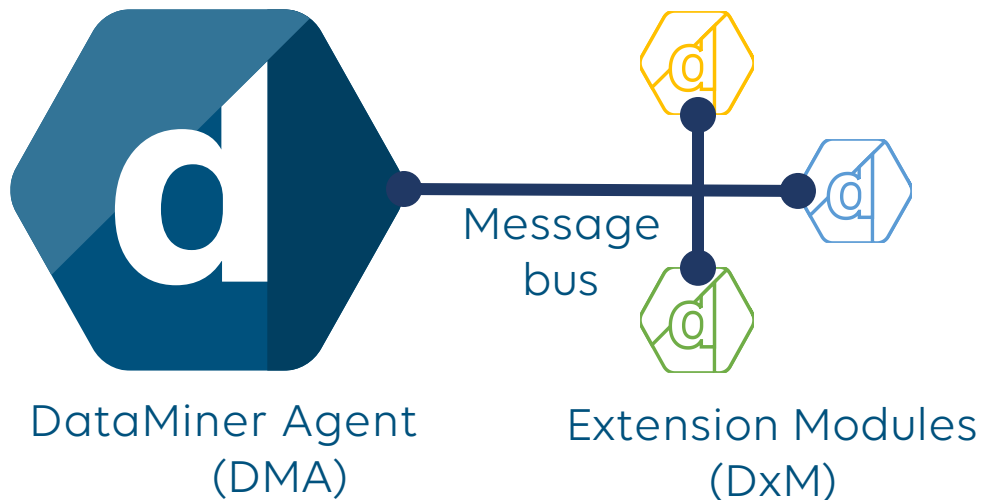 d
d
d
d
Message
bus
DataMiner Agent
(DMA)
Extension Modules
(DxM)